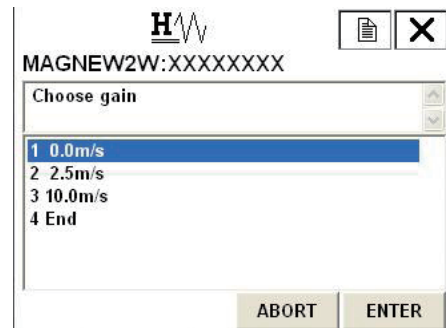 H
MAGNEW2W:XXXXXXXX
Choose gain
1 0.0m/s
2 2.5m/s
3 10.0m/s
4 End
ABORT ENTER